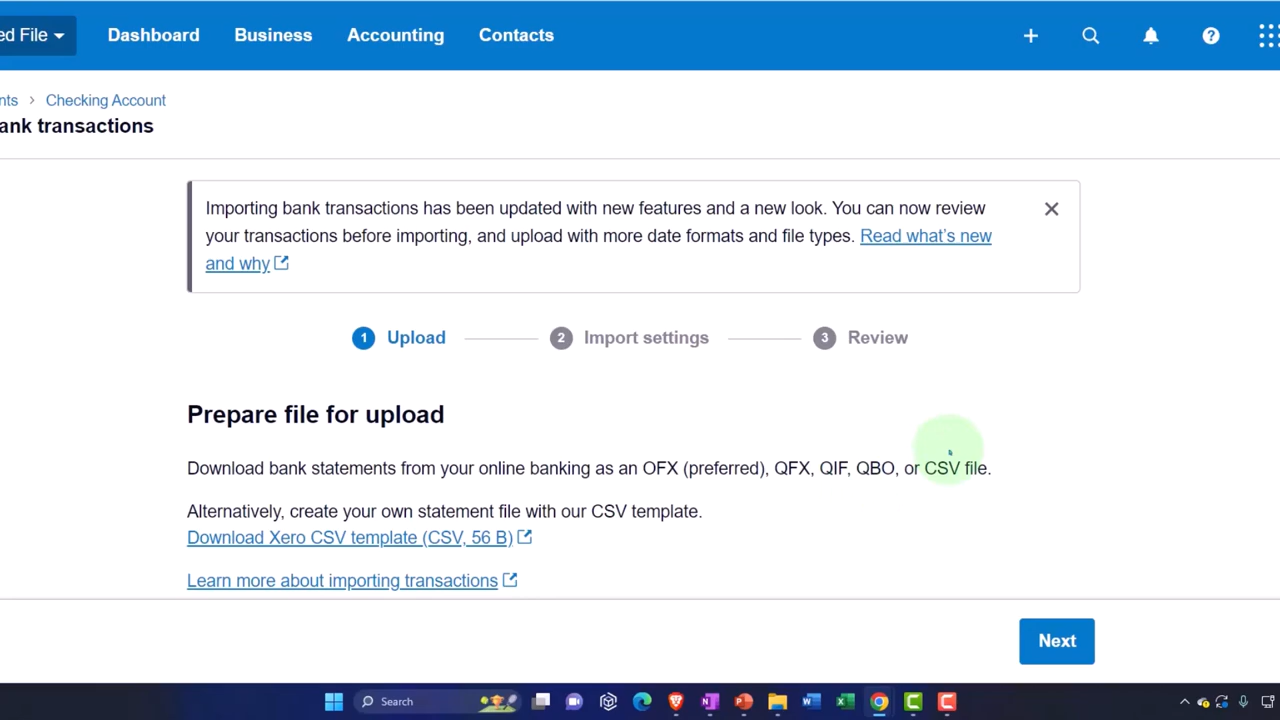 ed File Dashboard Business Accounting Contacts
nts › Checking Account
ank transactions
Importing bank transactions has been updated with new features and a new look. You can now review
your transactions before importing, and upload with more date formats and file types. Read what's new
and why
1 Upload 2 Import settings 3 Review
Prepare file for upload
Download bank statements from your online banking as an OFX (preferred), QFX, QIF, QBO, or CSV file.
Alternatively, create your own statement file with our CSV template.
Download Xero CSV template (CSV, 56 B)
Learn more about importing transactions
Next
Search